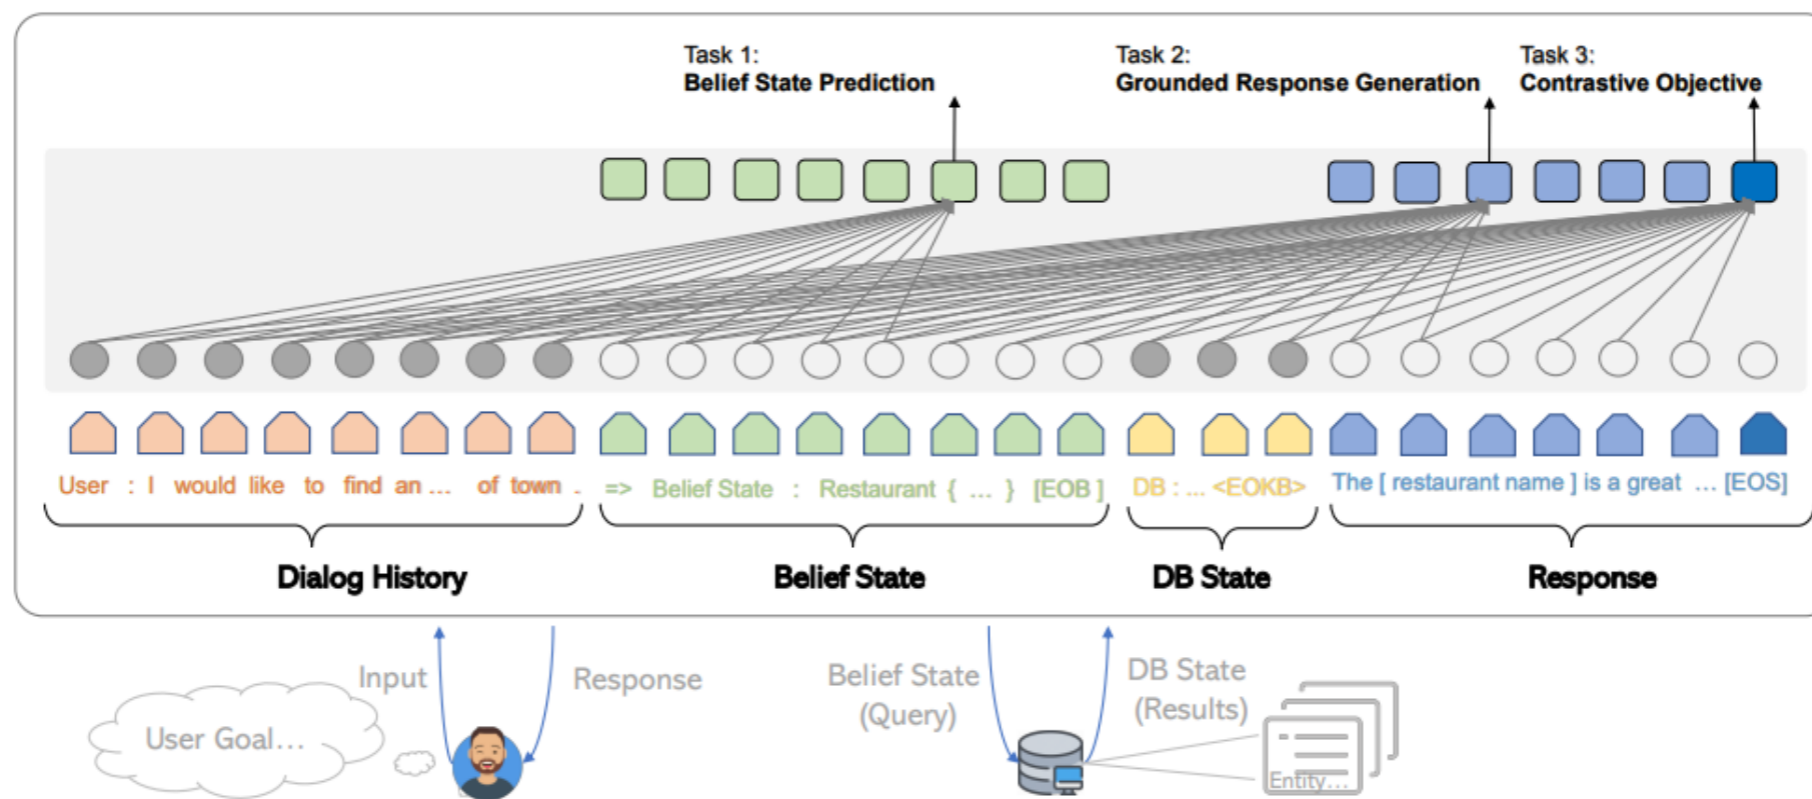 Task 1:
Belief State Prediction
Task 2:
Grounded Response Generation
Task 3:
Contrastive Objective
User : I would like to find an ... of town .
=> Belief State : Restaurant { ... } [EOB ]
DB : ... <EOKB>
The [ restaurant name ] is a great ... [EOS]
Dialog History
Belief State
DB State
Response
Input
Response
Belief State
(Query)
DB State
(Results)
User Goal...
Entity...